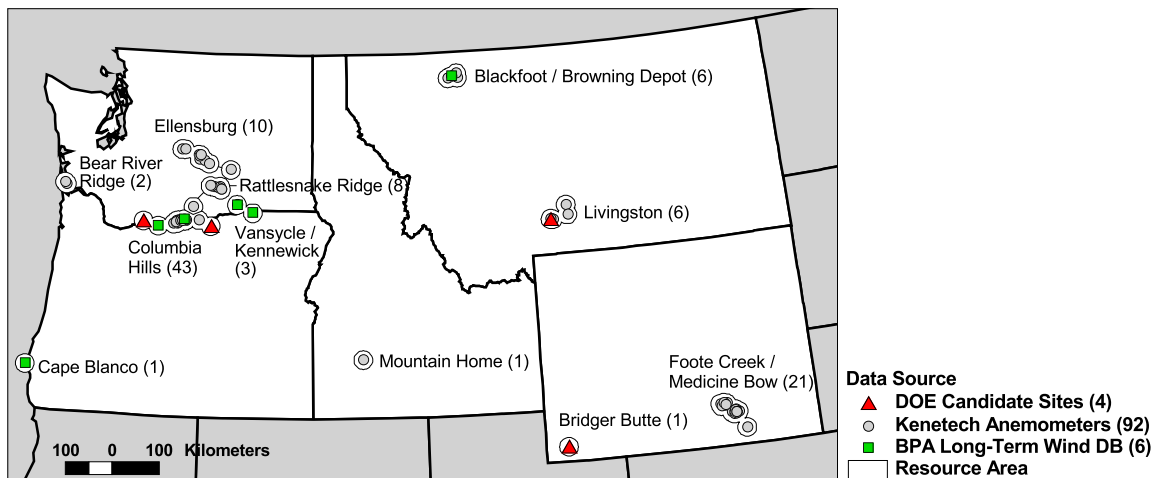 Blackfoot / Browning Depot (6)
Ellensburg (10)
Bear River
Ridge (2)
Rattlesnake Ridge (8)
Livingston (6)
Columbia
Hills (43)
Vansycle /
Kennewick
(3)
Cape Blanco (1)
Mountain Home (1)
Foote Creek /
Medicine Bow (21)
Bridger Butte (1)
100 0 100 Kilometers
Data Source
DOE Candidate Sites (4)
Kenetech Anemometers (92)
BPA Long-Term Wind DB (6)
Resource Area